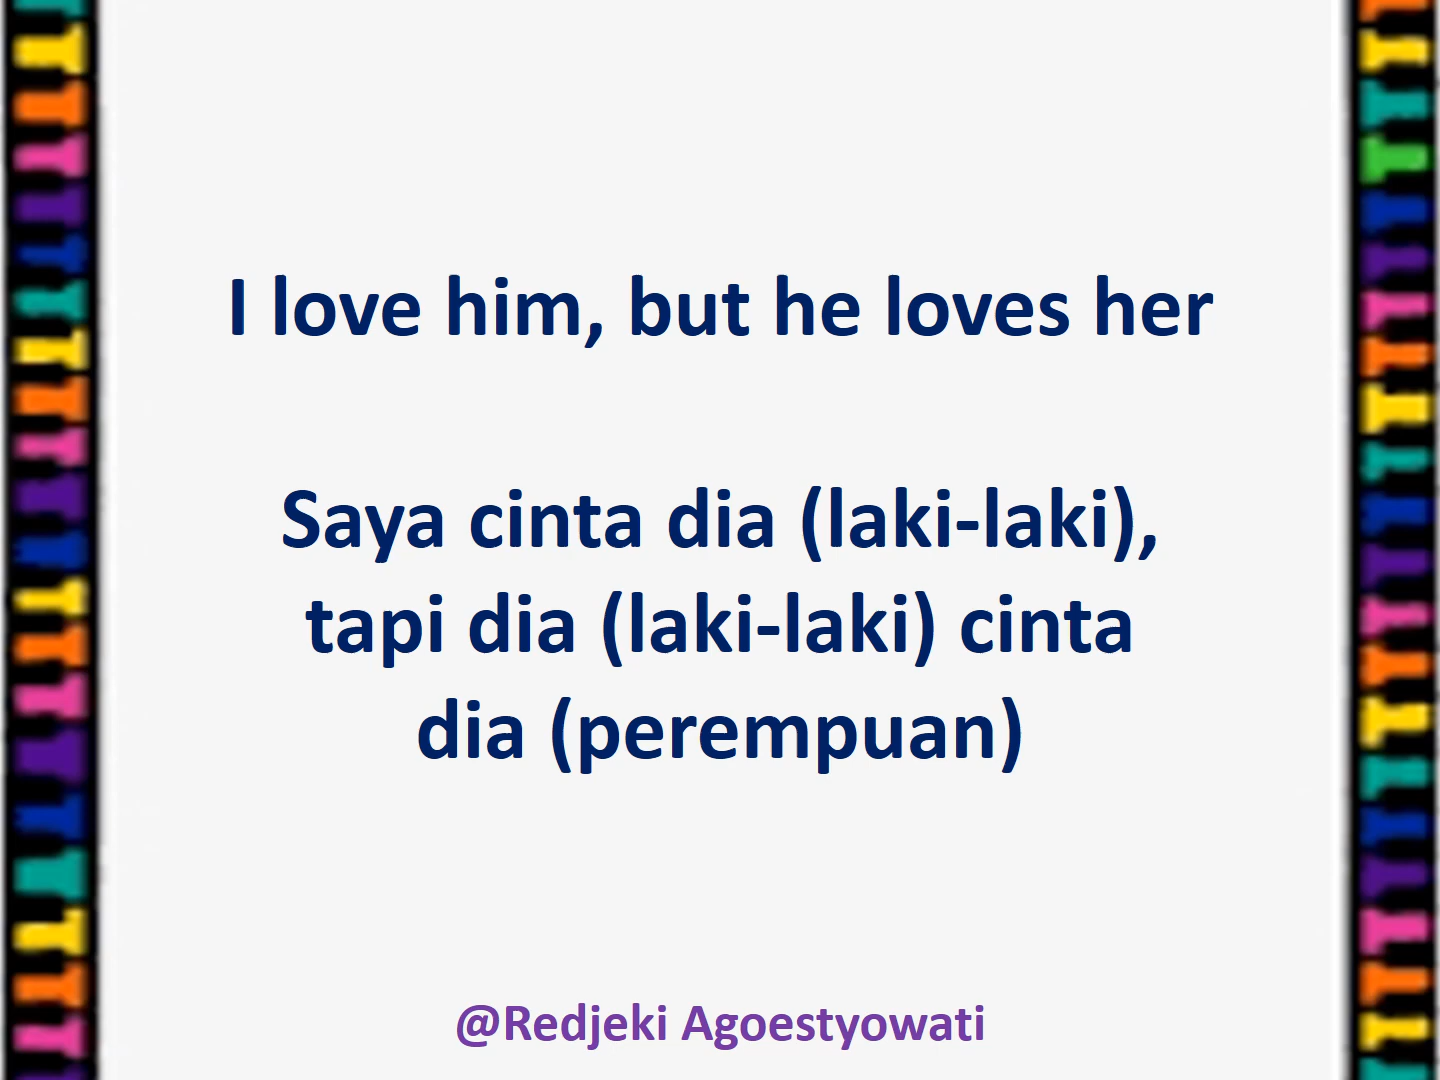 I love him, but he loves her
Saya cinta dia (laki-laki),
tapi dia (laki-laki) cinta
dia (perempuan)
@Redjeki Agoestyowati